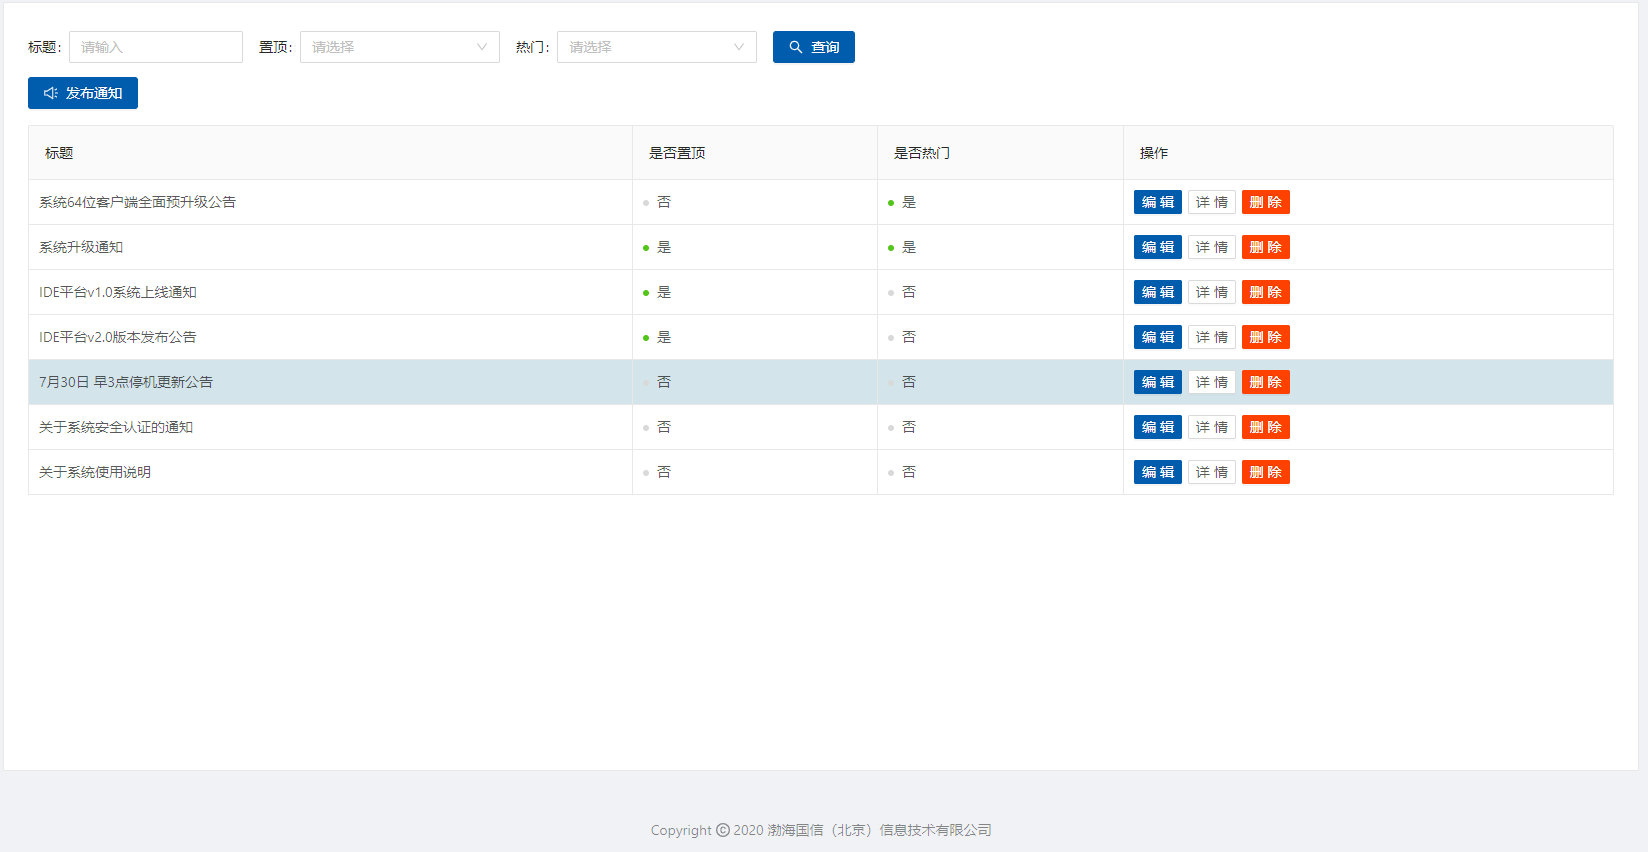 标题: 请输入 置顶: 请选择 热门: 请选择 查询
发布通知
标题 是否置顶 是否热门 操作
系统64位客户端全面预升级公告 否 是 编 辑 详 情 删 除
系统升级通知 是 是 编 辑 详 情 删 除
IDE平台v1.0系统上线通知 是 否 编 辑 详 情 删 除
IDE平台v2.0版本发布公告 是 否 编 辑 详 情 删 除
7月30日 早3点停机更新公告 否 否 编 辑 详 情 删 除
关于系统安全认证的通知 否 否 编 辑 详 情 删 除
关于系统使用说明 否 否 编 辑 详 情 删 除
Copyright © 2020 渤海国信（北京）信息技术有限公司